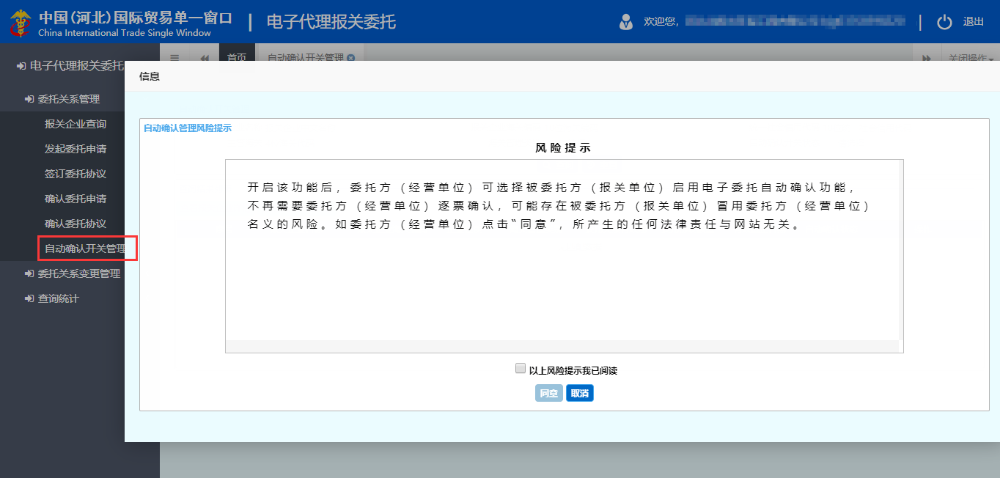 中国(河北)国际贸易单一窗口
China International Trade Single Window
电子代理报关委托
欢迎您,
退出
电子代理报关委托
首页
自动确认开关管理
关闭操作
委托关系管理
报关企业查询
发起委托申请
签订委托协议
确认委托申请
确认委托协议
自动确认开关管理
委托关系变更管理
查询统计
信息
自动确认管理风险提示
风险提示
开启该功能后，委托方（经营单位）可选择被委托方（报关单位）启用电子委托自动确认功能，
不再需要委托方（经营单位）逐票确认，可能存在被委托方（报关单位）冒用委托方（经营单位）
名义的风险。如委托方（经营单位）点击“同意”，所产生的任何法律责任与网站无关。
以上风险提示我已阅读
同意
取消